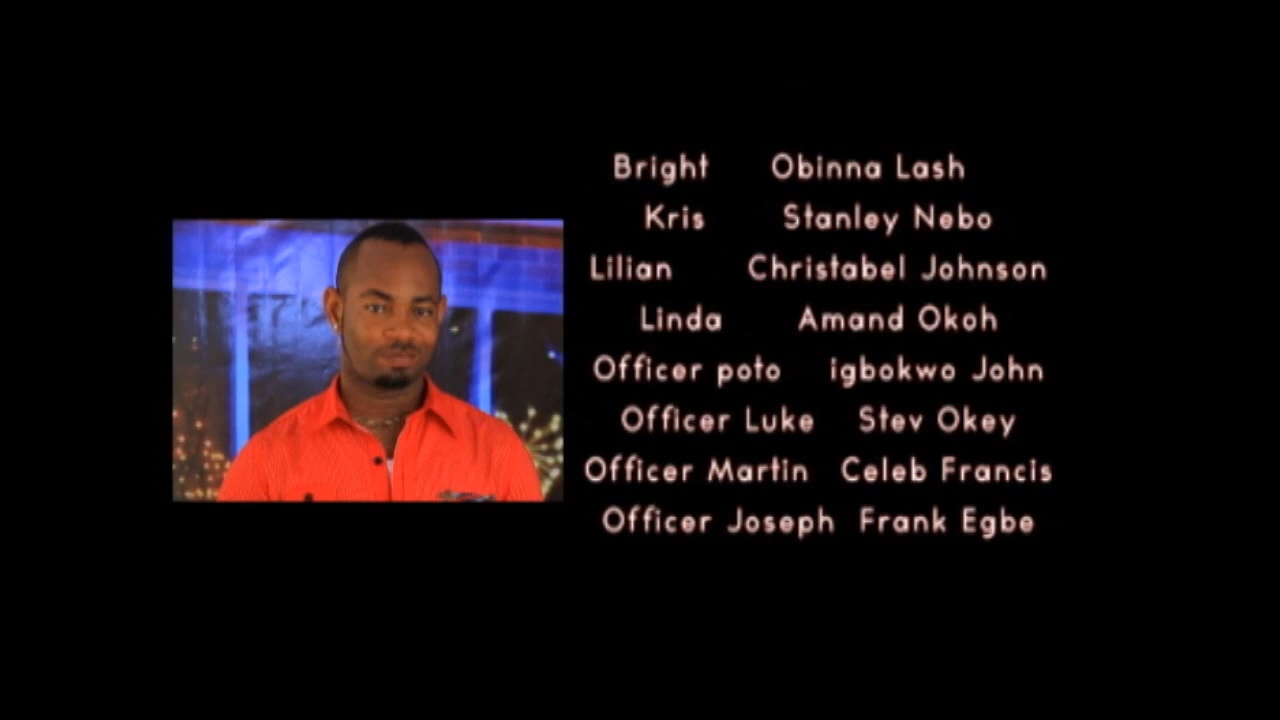 Bright Obinna Lash
Kris Stanley Nebo
Lilian Christabel Johnson
Linda Amand Okoh
Officer poto igbokwo John
Officer Luke Stev Okey
Officer Martin Celeb Francis
Officer Joseph Frank Egbe